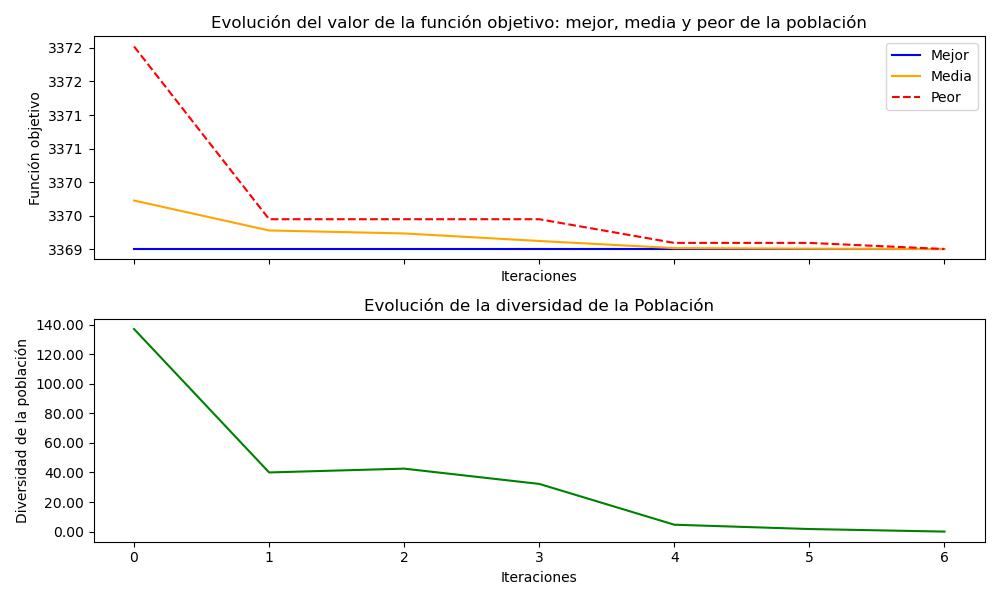 Evolución del valor de la función objetivo: mejor, media y peor de la población
Función objetivo
3372
3372
3371
3371
3370
3370
3369
Mejor
Media
Peor
Iteraciones
Evolución de la diversidad de la Población
Diversidad de la población
140.00
120.00
100.00
80.00
60.00
40.00
20.00
0.00
0 1 2 3 4 5 6
Iteraciones